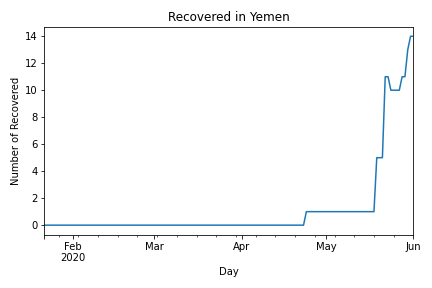 Recovered in Yemen
Number of Recovered
14
12
10
8
6
4
2
0
Feb
2020
Mar
Apr
May
Jun
Day